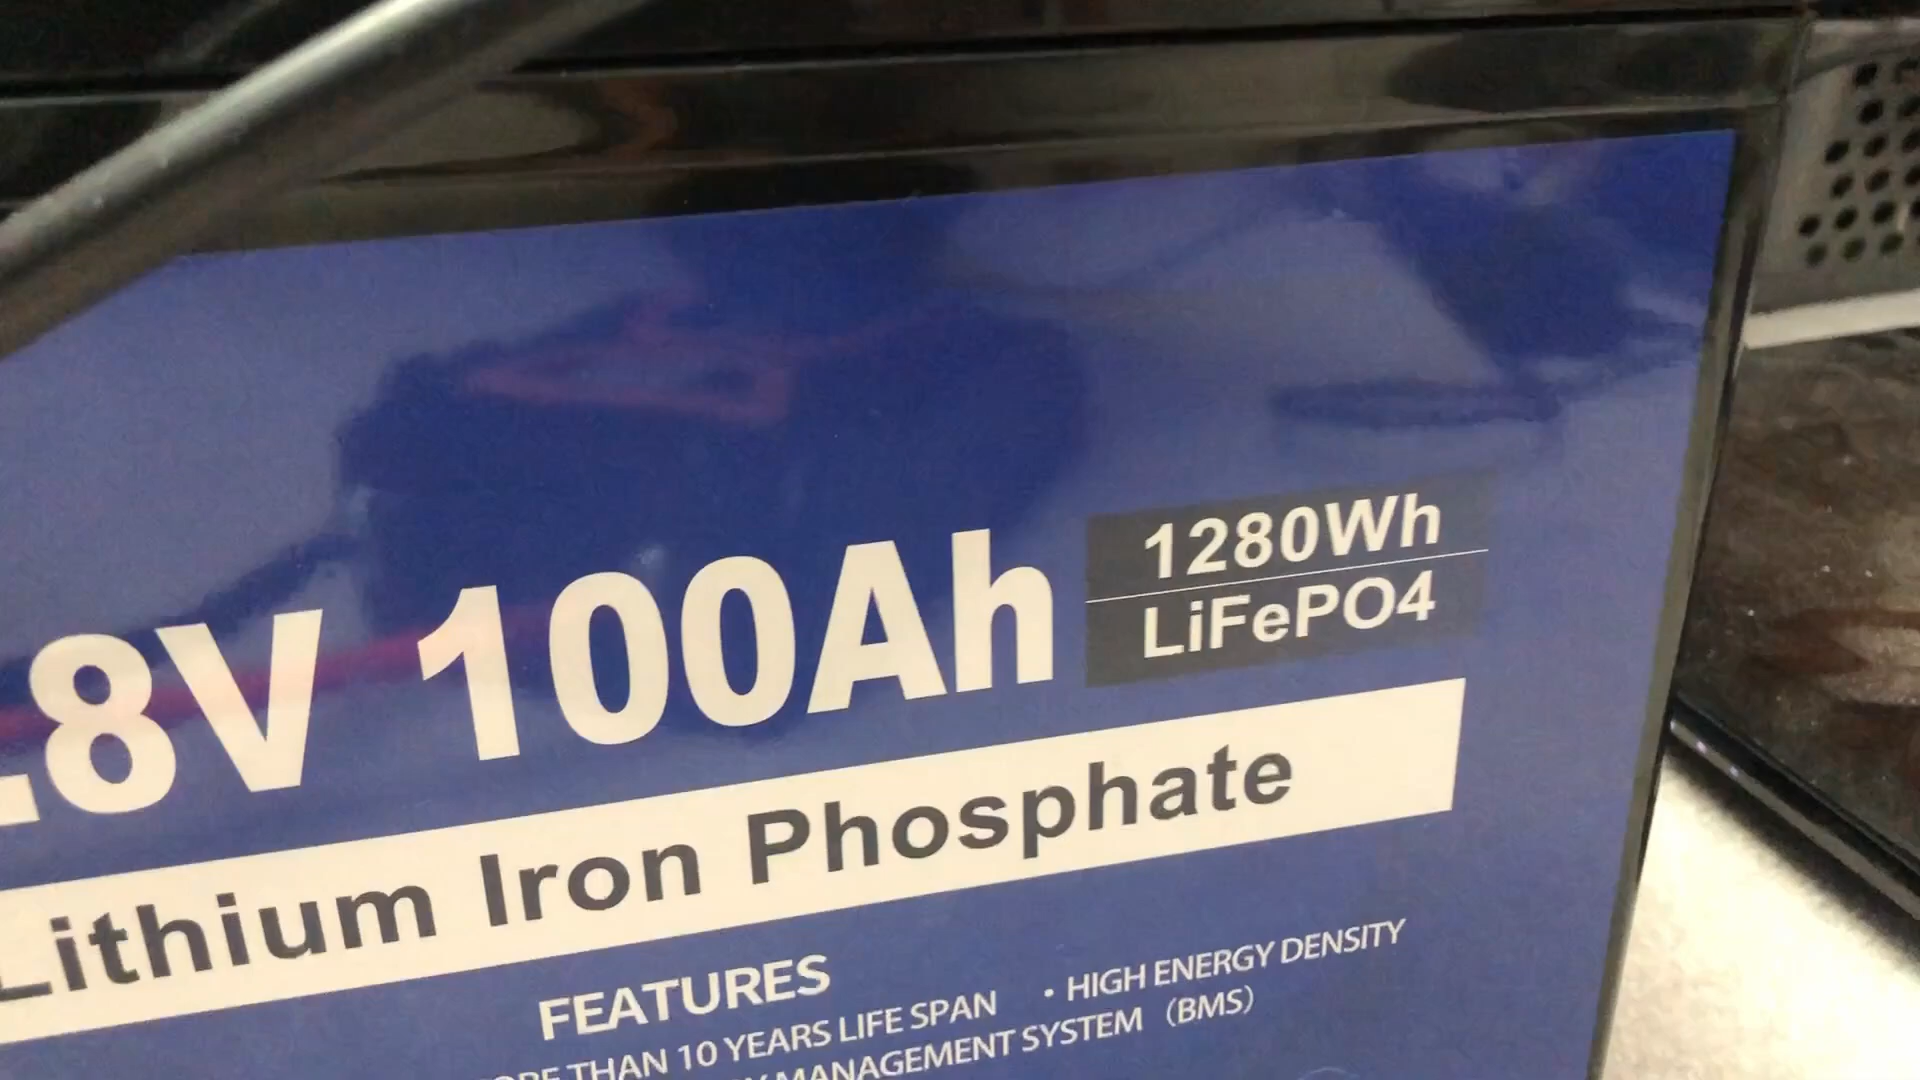 .8V 100Ah
1280Wh
LiFePO4
Lithium Iron Phosphate
FEATURES
THAN 10 YEARS LIFE SPAN
• HIGH ENERGY DENSITY
MANAGEMENT SYSTEM (BMS)